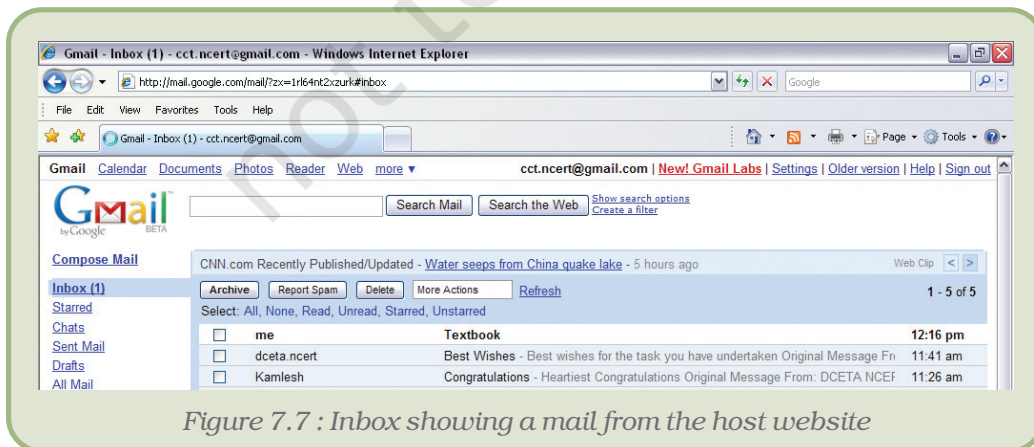 not to
Gmail - Inbox (1) - cct.ncert@gmail.com - Windows Internet Explorer
http://mail.google.com/mail/?zx=1rl64nt2xzurk#inbox Google
File Edit View Favorites Tools Help
Gmail - Inbox (1) - cct.ncert@gmail.com Page Tools
Gmail Calendar Documents Photos Reader Web more cct.ncert@gmail.com | New! Gmail Labs | Settings | Older version | Help | Sign out
Gmail Search Mail Search the Web Show search options
Create a filter
by Google BETA
Compose Mail CNN.com Recently Published/Updated - Water seeps from China quake lake - 5 hours ago Web Clip < >
Inbox (1) Archive Report Spam Delete More Actions Refresh 1 - 5 of 5
Starred Select: All, None, Read, Unread, Starred, Unstarred
Chats me Textbook 12:16 pm
Sent Mail dceta.ncert Best Wishes - Best wishes for the task you have undertaken Original Message Fr 11:41 am
Drafts Kamlesh Congratulations - Heartiest Congratulations Original Message From: DCETA NCEF 11:26 am
All Mail
Figure 7.7 : Inbox showing a mail from the host website